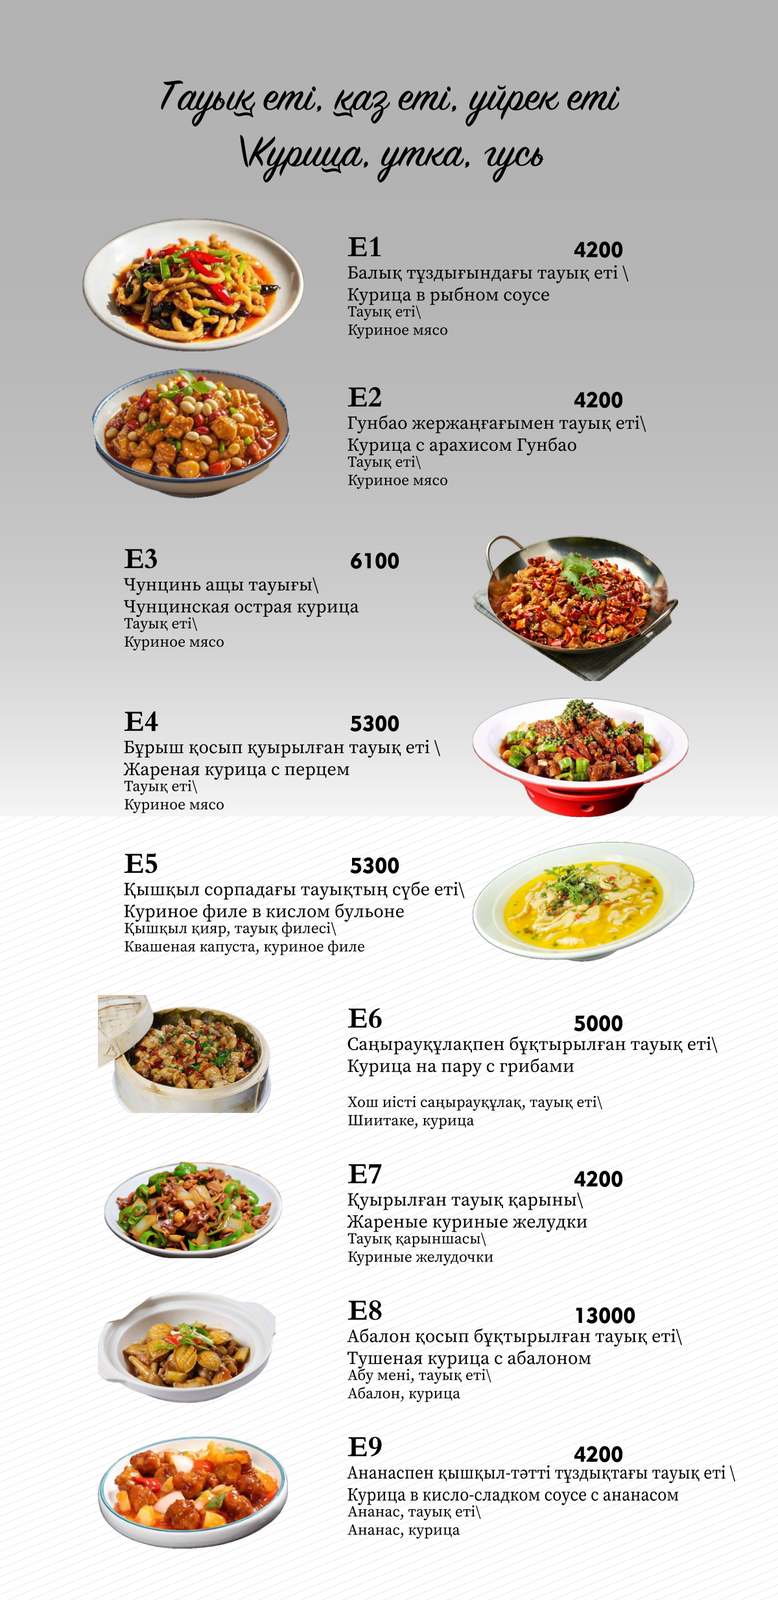 Тауық еті, қаз еті, үйрек еті
\Курица, утка, гусь
E1 4200
Балық тұздығындағы тауық еті \
Курица в рыбном соусе
Тауық еті\
Куриное мясо
E2 4200
Гунбао жержаңғағымен тауық еті\
Курица с арахисом Гунбао
Тауық еті\
Куриное мясо
E3 6100
Чунцинь ащы тауығы\
Чунцинская острая курица
Тауық еті\
Куриное мясо
E4 5300
Бұрыш қосып қуырылған тауық еті \
Жареная курица с перцем
Тауық еті\
Куриное мясо
E5 5300
Қышқыл сорпадағы тауықтың сүбе еті\
Куриное филе в кислом бульоне
Қышқыл қияр, тауық филесі\
Квашеная капуста, куриное филе
E6 5000
Саңырауқұлақпен бұқтырылған тауық еті\
Курица на пару с грибами
Хош иісті саңырауқұлақ, тауық еті\
Шиитаке, курица
E7 4200
Қуырылған тауық қарыны\
Жареные куриные желудки
Тауық қарыншасы\
Куриные желудочки
E8 13000
Абалон қосып бұқтырылған тауық еті\
Тушеная курица с абалоном
Абу мені, тауық еті\
Абалон, курица
E9 4200
Ананаспен қышқыл-тәтті тұздықтағы тауық еті \
Курица в кисло-сладком соусе с ананасом
Ананас, тауық еті\
Ананас, курица